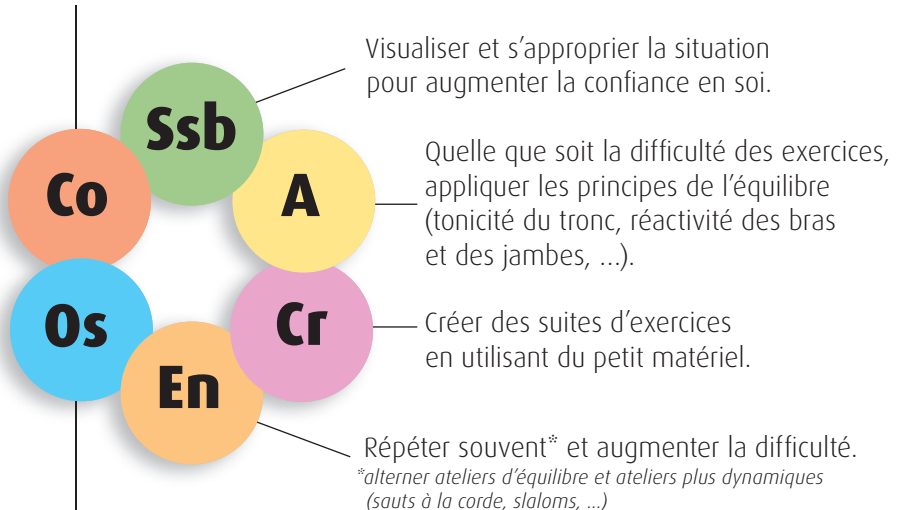 Visualiser et s'approprier la situation
pour augmenter la confiance en soi.
Ssb
Co
A
Quelle que soit la difficulté des exercices,
appliquer les principes de l'équilibre
(tonicité du tronc, réactivité des bras
et des jambes, ...).
Os
Cr
Créer des suites d'exercices
en utilisant du petit matériel.
En
Répéter souvent* et augmenter la difficulté.
*alterner ateliers d'équilibre et ateliers plus dynamiques
(sauts à la corde, slaloms, ...)